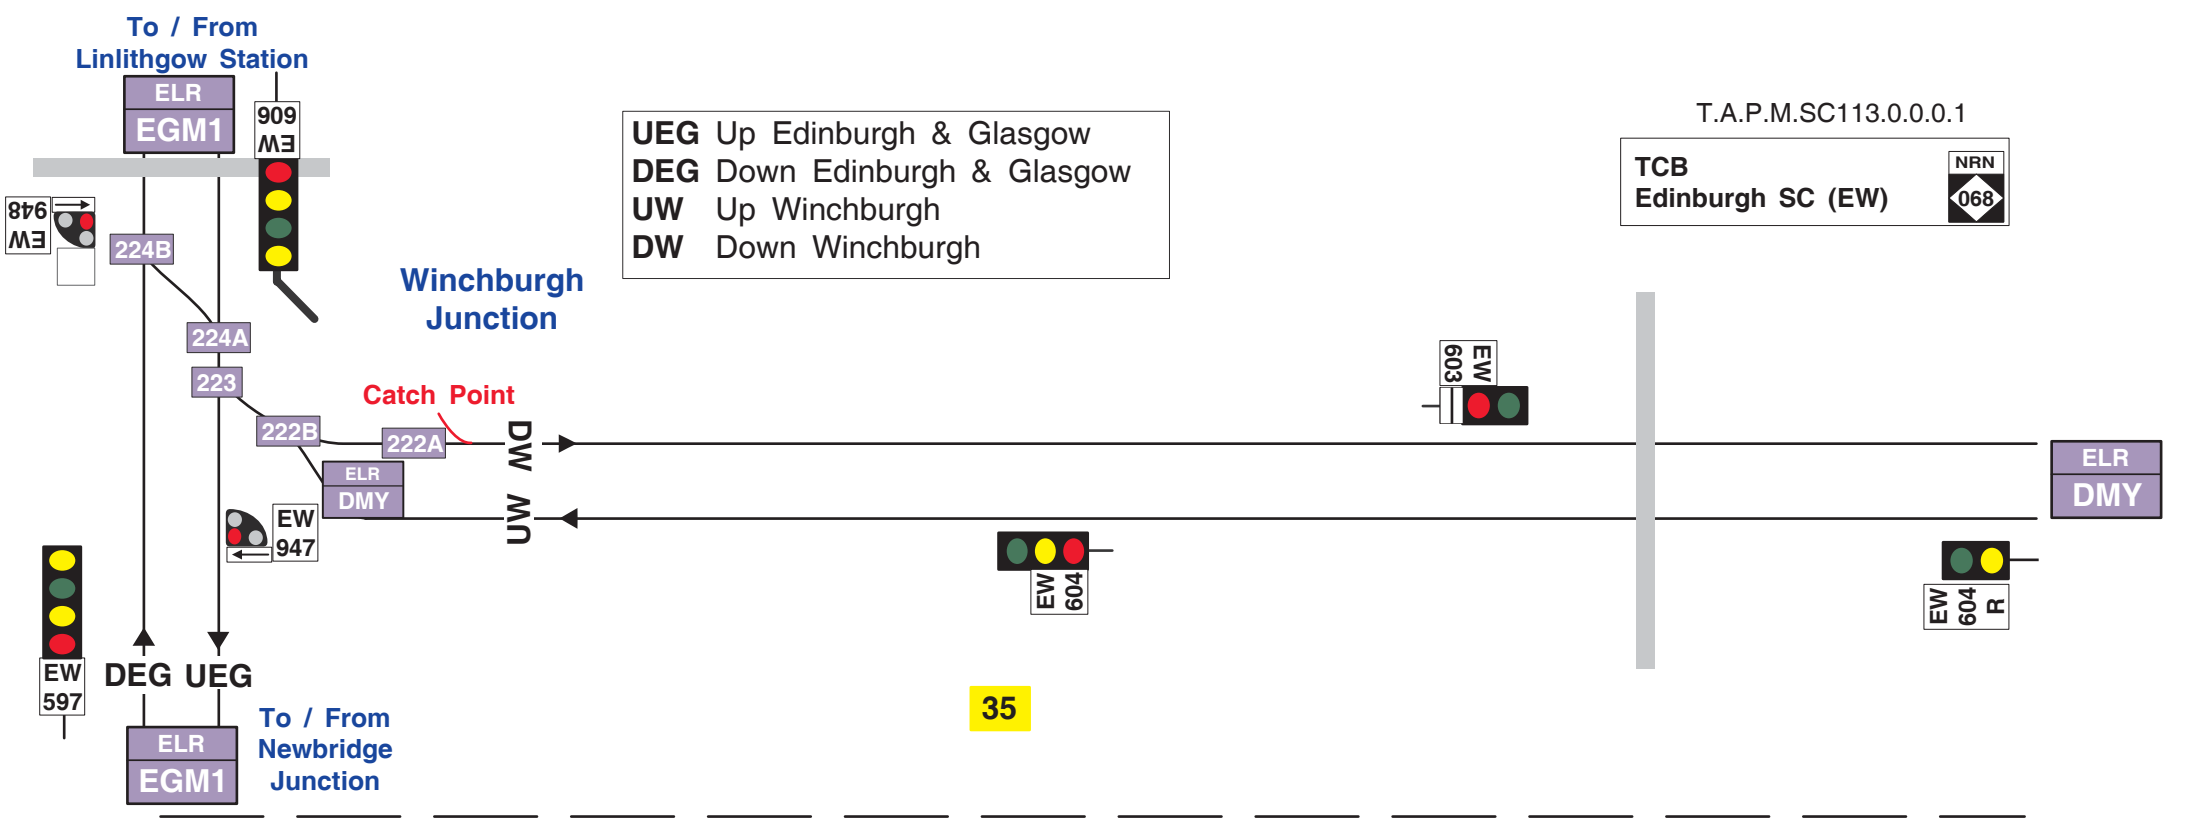 To / From
Linlithgow Station
ELR
EGM1
EW
606
EW
948
224B
224A
223
222B
222A
Winchburgh
Junction
Catch Point
UEG Up Edinburgh & Glasgow
DEG Down Edinburgh & Glasgow
UW Up Winchburgh
DW Down Winchburgh
T.A.P.M.SC113.0.0.0.1
TCB
Edinburgh SC (EW)
NRN
068
EW
603
DW
UW
ELR
DMY
ELR
DMY
EW
947
EW
604
EW
604
R
EW
597
DEG UEG
35
ELR
EGM1
To / From
Newbridge
Junction